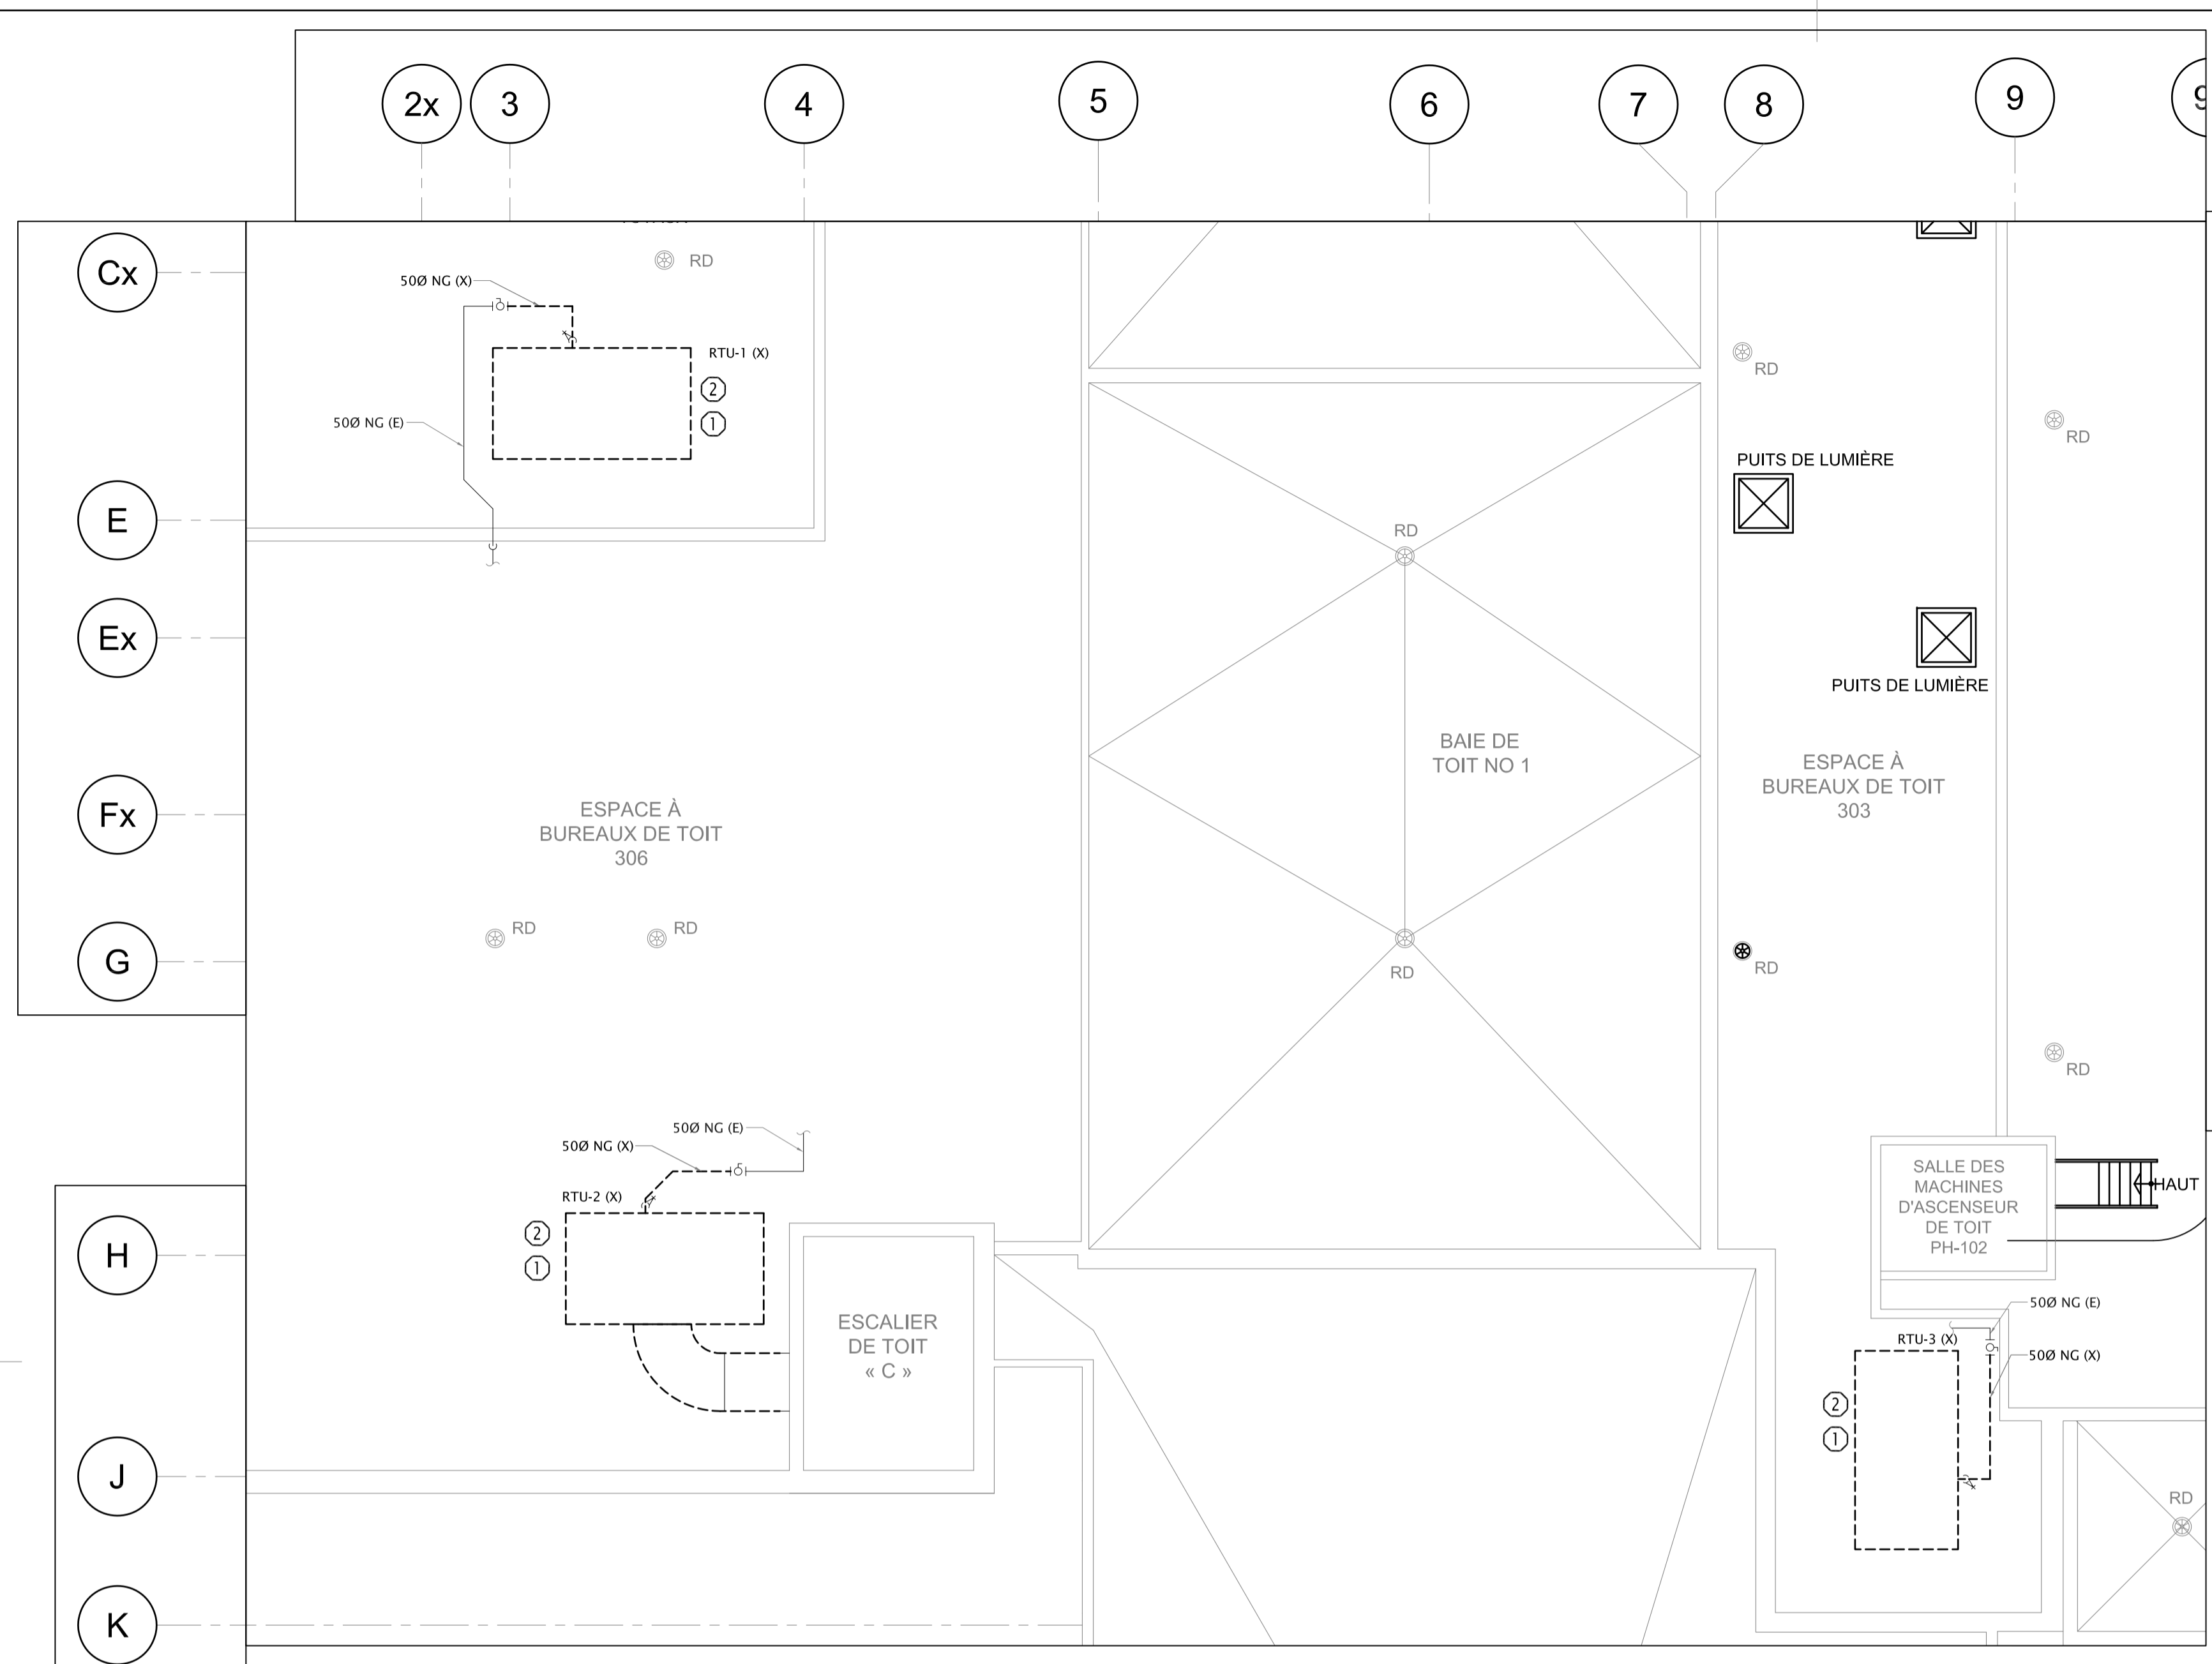 2x
3
4
5
6
7
8
9
Cx
RD
50Ø NG (X)
RTU-1 (X)
2
1
50Ø NG (E)
RD
RD
PUITS DE LUMIÈRE
E
RD
Ex
PUITS DE LUMIÈRE
BAIE DE
TOIT NO 1
ESPACE À
BUREAUX DE TOIT
303
Fx
ESPACE À
BUREAUX DE TOIT
306
RD
RD
G
RD
RD
RD
50Ø NG (E)
50Ø NG (X)
RTU-2 (X)
2
1
H
SALLE DES
MACHINES
D'ASCENSEUR
DE TOIT
PH-102
HAUT
ESCALIER
DE TOIT
« C »
50Ø NG (E)
RTU-3 (X)
50Ø NG (X)
2
1
J
RD
K